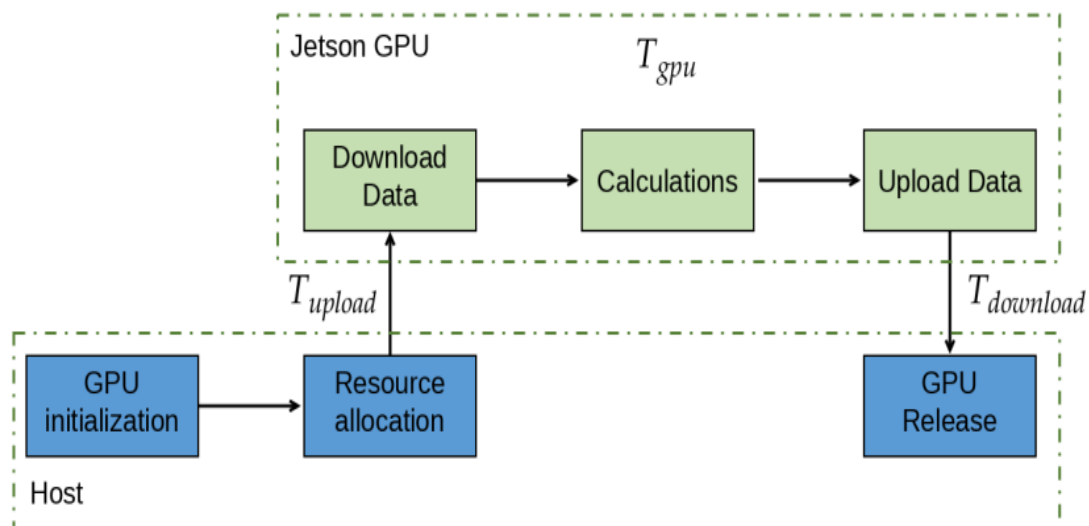 Jetson GPU
T_gpu
Download
Data
Calculations
Upload Data
T_upload
T_download
GPU
initialization
Resource
allocation
GPU
Release
Host